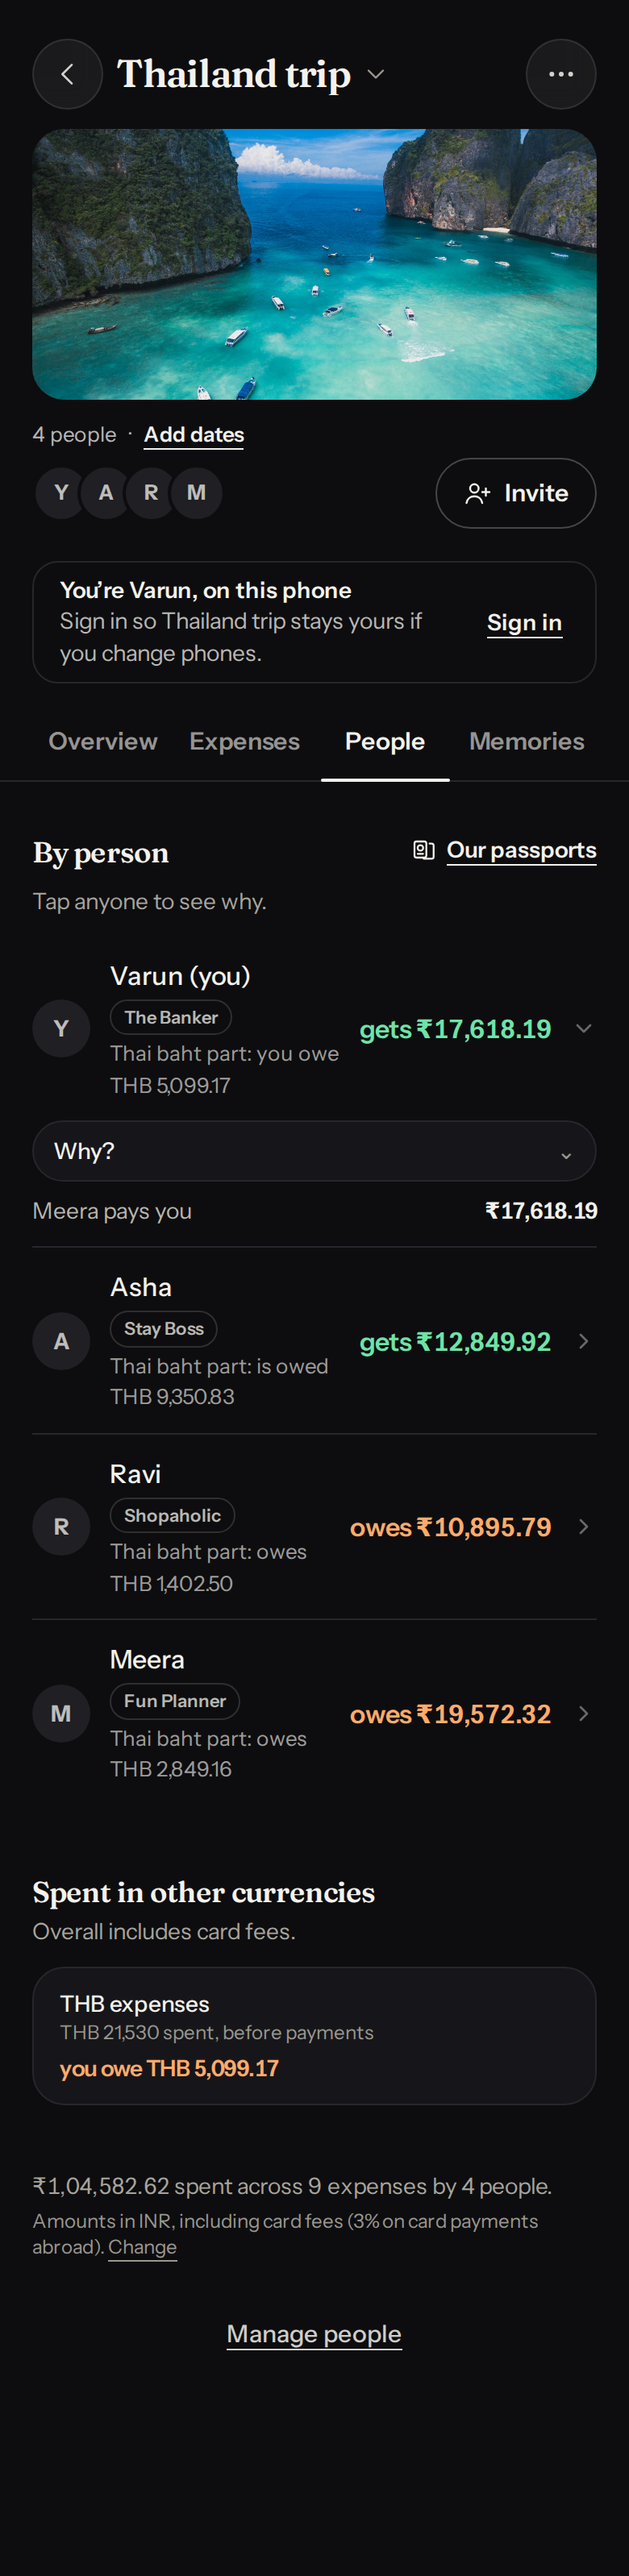 Thailand trip
4 people · Add dates
Y A R M
Invite
You’re Varun, on this phone
Sign in so Thailand trip stays yours if
you change phones.
Sign in
Overview Expenses People Memories
By person
Our passports
Tap anyone to see why.
Y
Varun (you)
The Banker
Thai baht part: you owe
THB 5,099.17
gets ₹17,618.19
Why?
Meera pays you ₹17,618.19
A
Asha
Stay Boss
Thai baht part: is owed
THB 9,350.83
gets ₹12,849.92
R
Ravi
Shopaholic
Thai baht part: owes
THB 1,402.50
owes ₹10,895.79
M
Meera
Fun Planner
Thai baht part: owes
THB 2,849.16
owes ₹19,572.32
Spent in other currencies
Overall includes card fees.
THB expenses
THB 21,530 spent, before payments
you owe THB 5,099.17
₹1,04,582.62 spent across 9 expenses by 4 people.
Amounts in INR, including card fees (3% on card payments
abroad). Change
Manage people